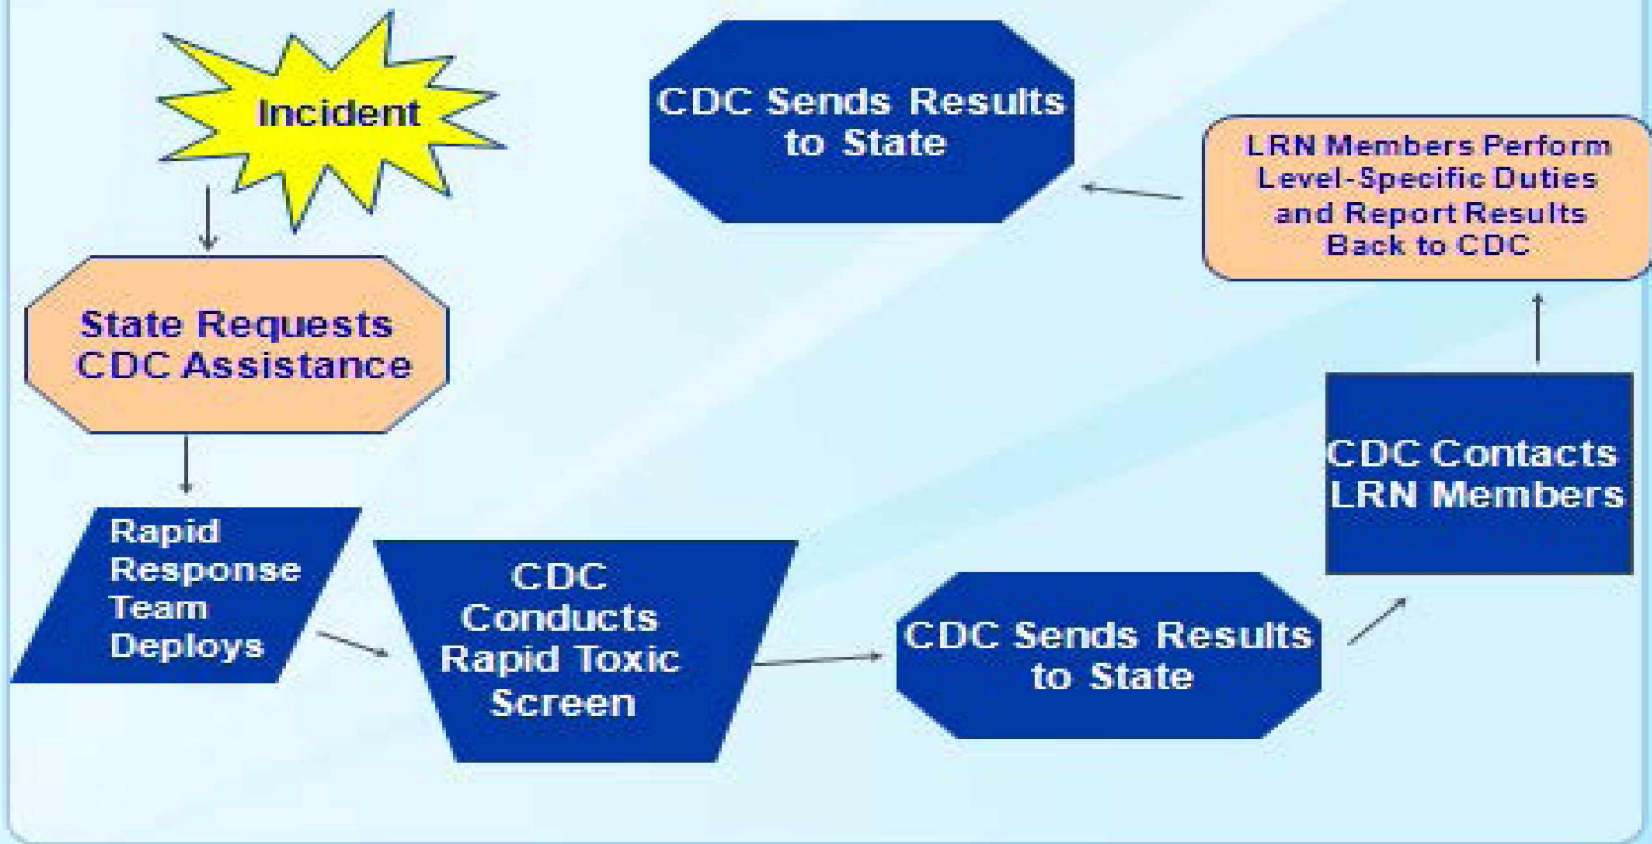 Incident
State Requests
CDC Assistance
Rapid
Response
Team
Deploys
CDC
Conducts
Rapid Toxic
Screen
CDC Sends Results
to State
CDC Contacts
LRN Members
LRN Members Perform
Level-Specific Duties
and Report Results
Back to CDC
CDC Sends Results
to State